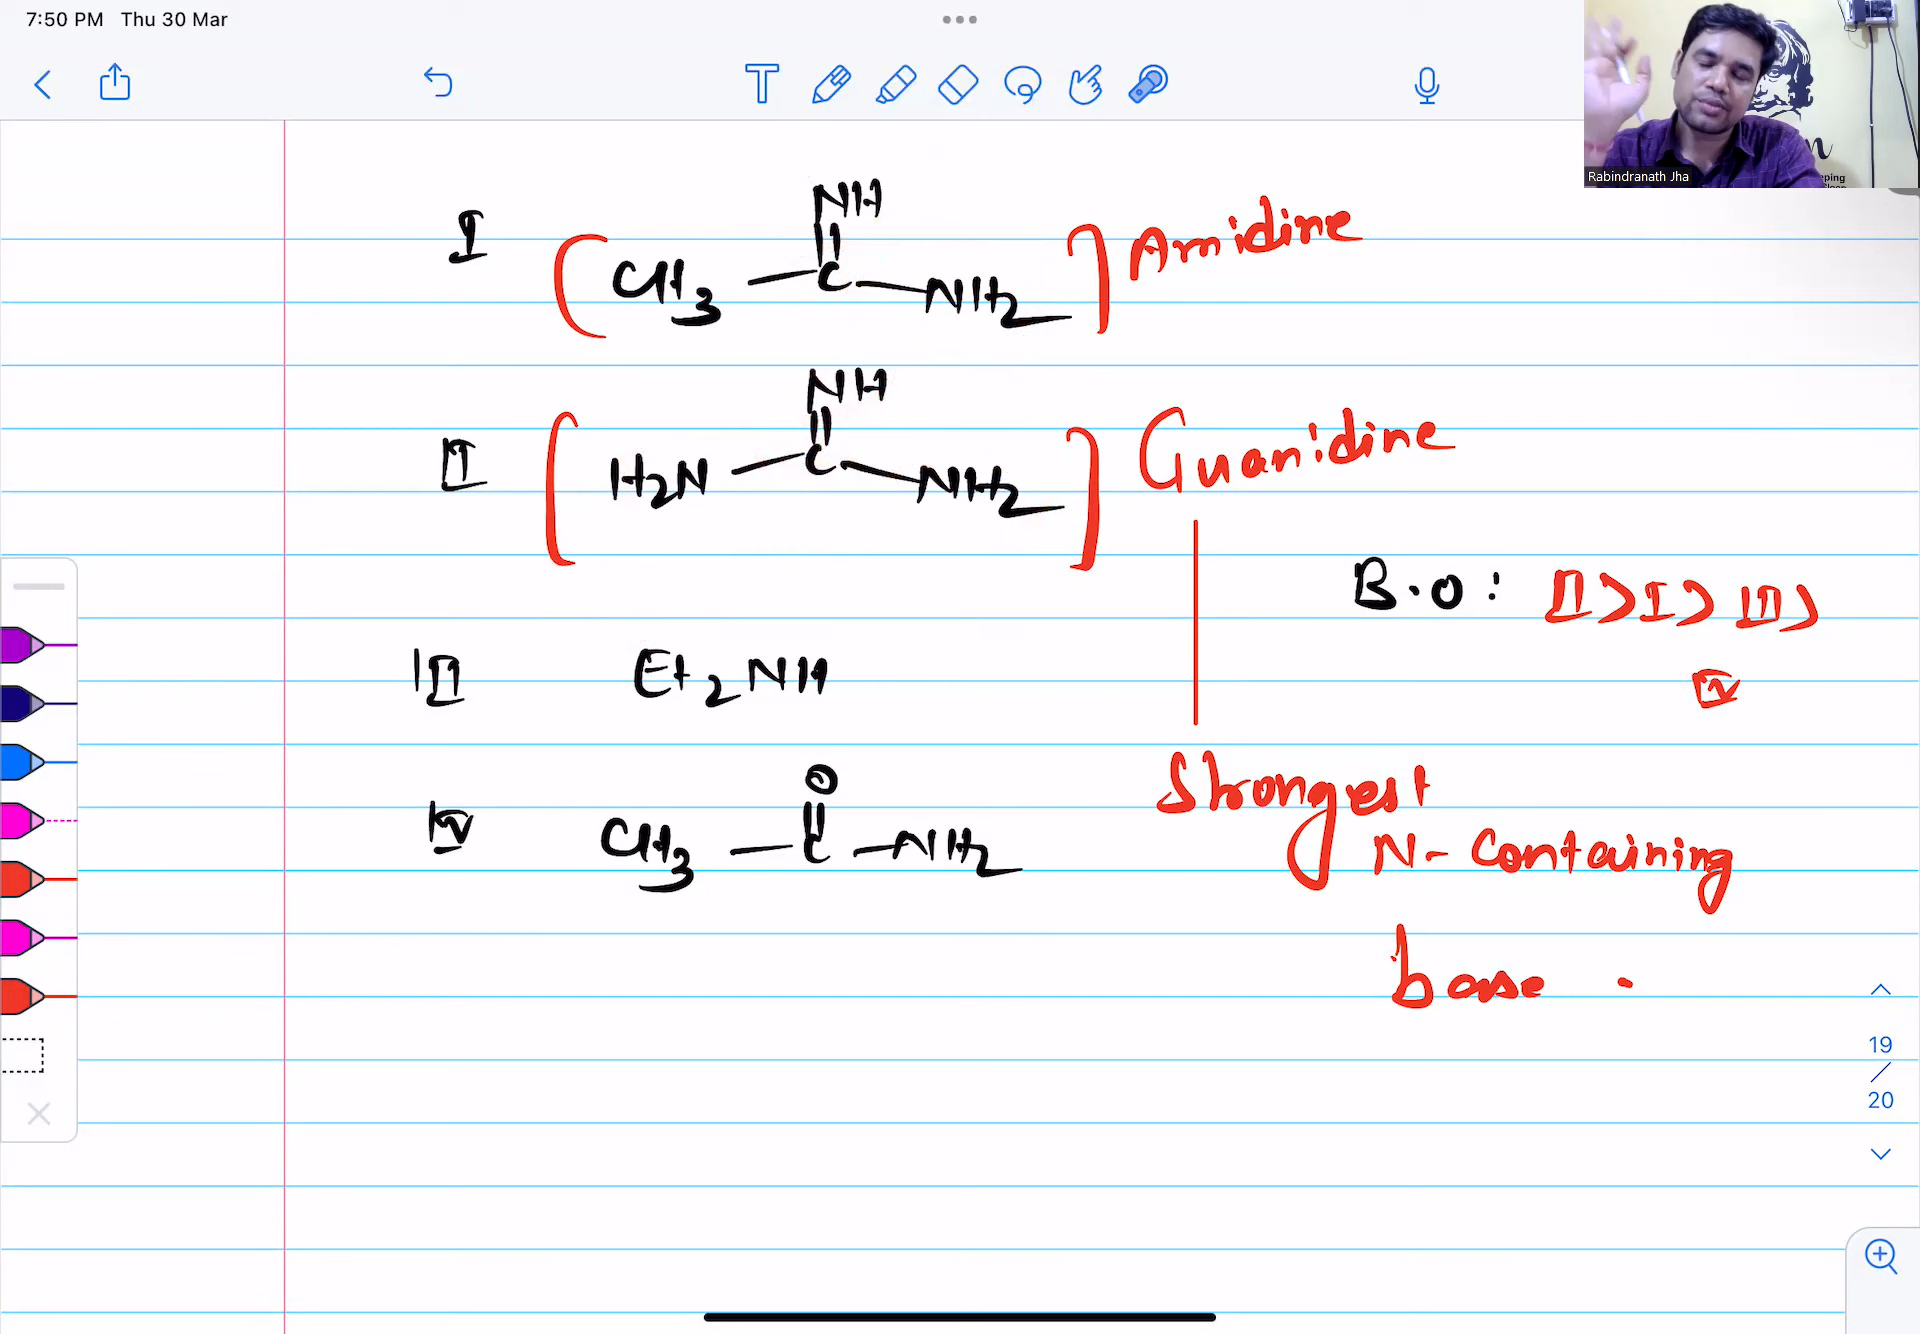 7:50 PM Thu 30 Mar
Rabindranath Jha
eping
NH
I CH3 — C — NH2 Amidine
NH
II H2N — C — NH2 Guanidine
B.O : II > I > III >
IV
III Et2NH
Strongest
N- Containing
base .
O
IV CH3 — C — NH2
19
/
20